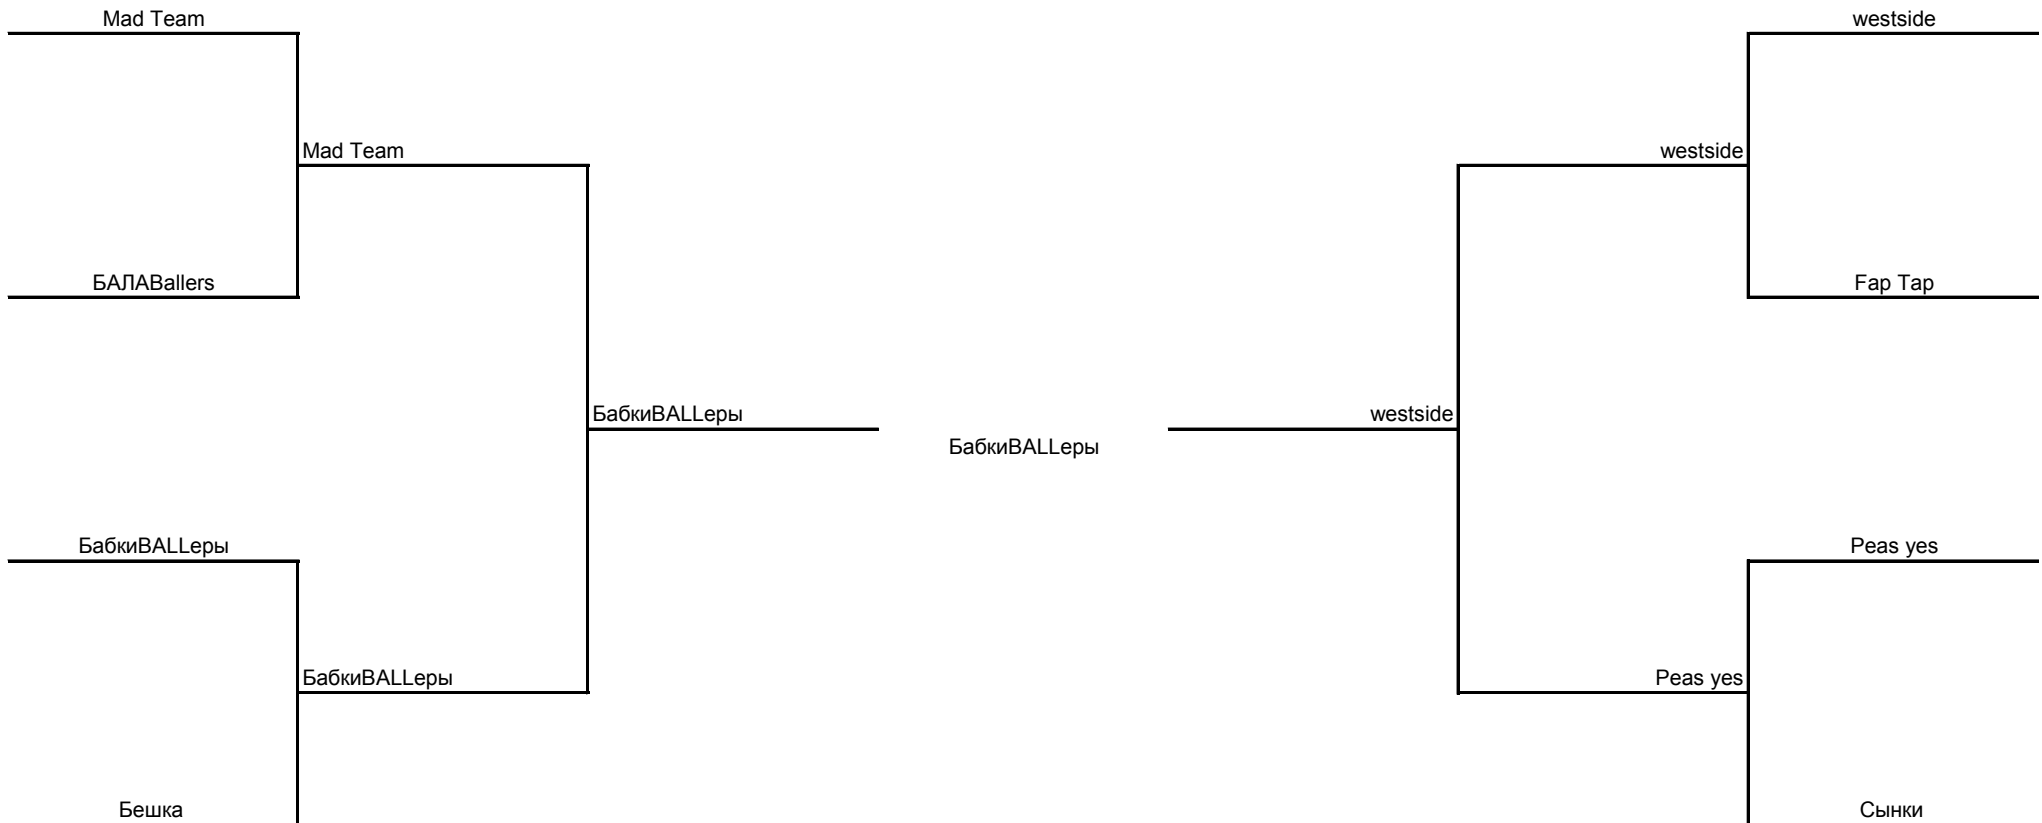 Mad Team
westside
Mad Team
westside
БАЛАBallers
Fap Tap
БабкиBALLеры
westside
БабкиBALLеры
БабкиBALLеры
Peas yes
БабкиBALLеры
Peas yes
Бешка
Сынки